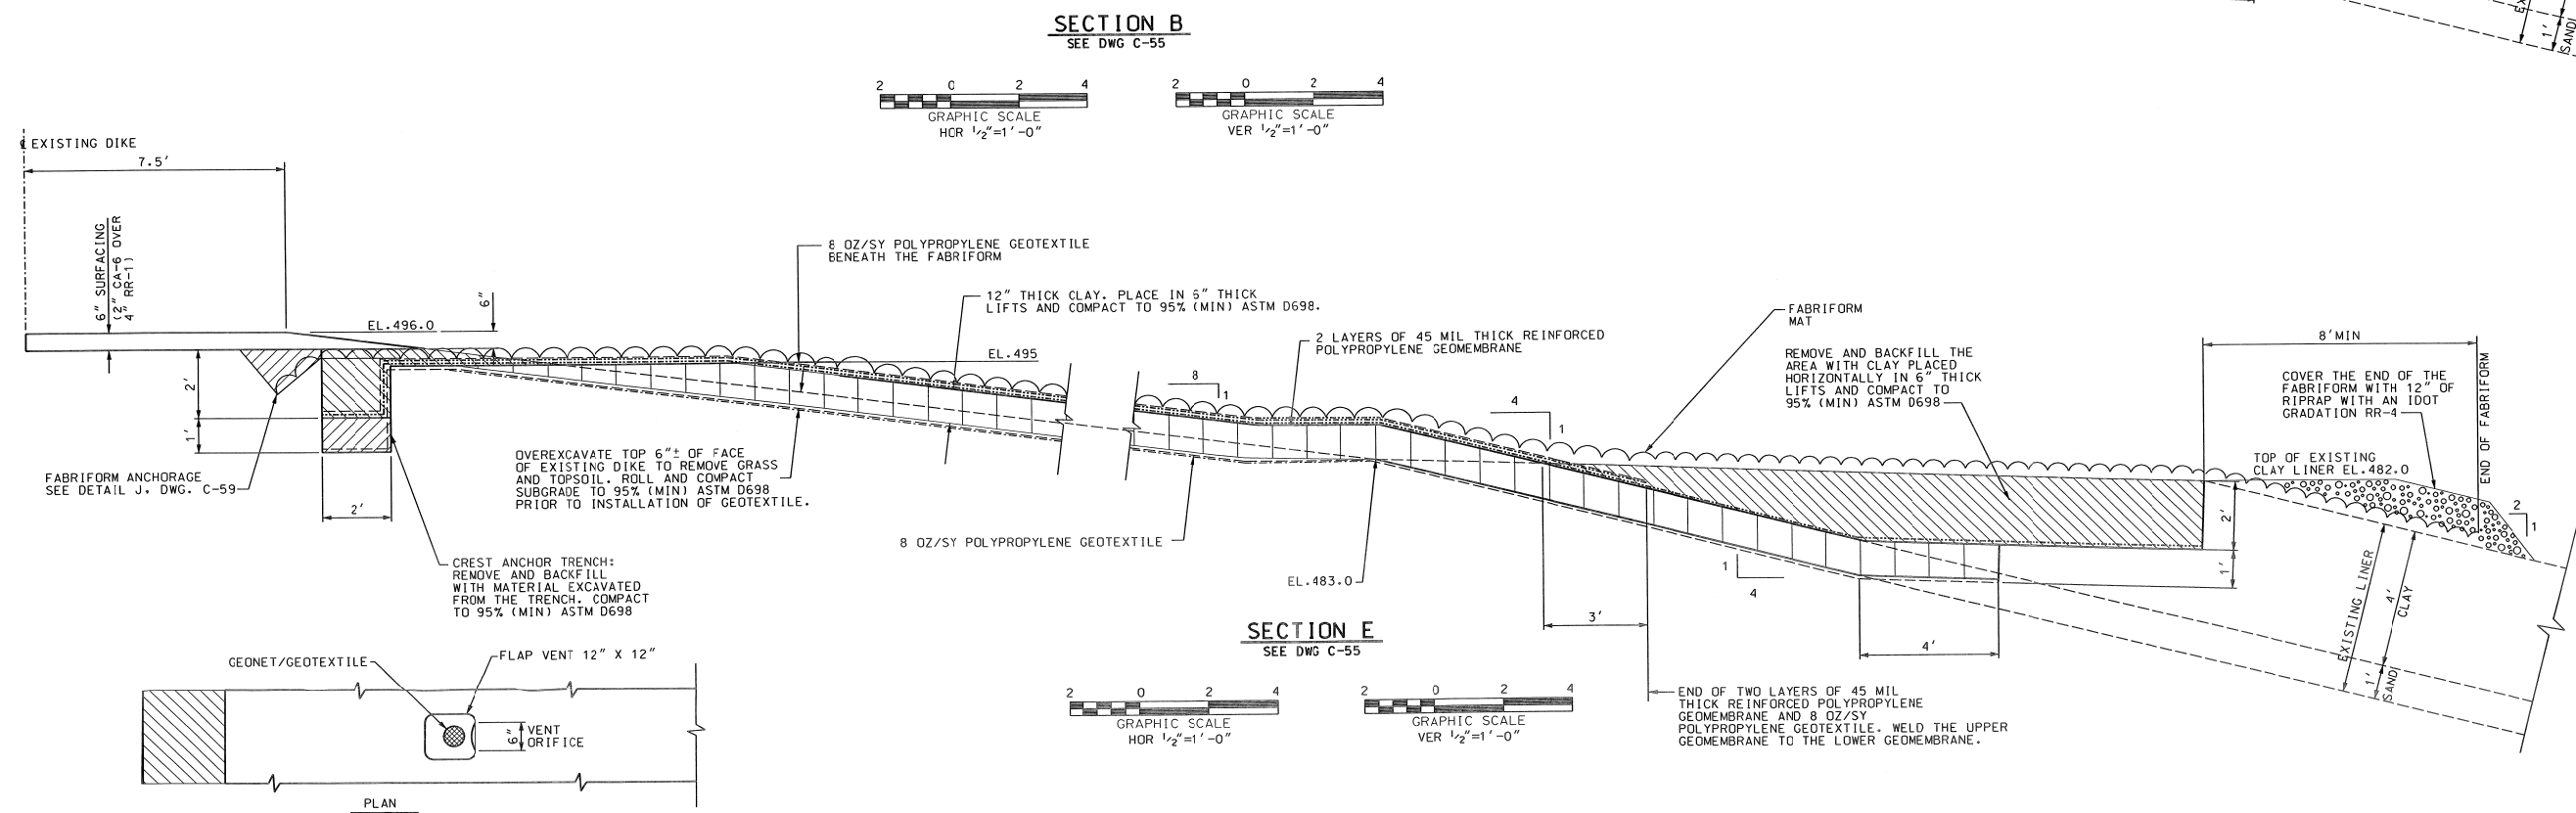 SECTION B
SEE DWG C-55
2 0 2 4
GRAPHIC SCALE
HOR 1/2"=1'-0"
2 0 2 4
GRAPHIC SCALE
VER 1/2"=1'-0"
1'
SAND
℄ EXISTING DIKE
7.5'
6" SURFACING
(2" CA-6 OVER
4" RR-1)
6"
EL.496.0
8 OZ/SY POLYPROPYLENE GEOTEXTILE
BENEATH THE FABRIFORM
12" THICK CLAY. PLACE IN 6" THICK
LIFTS AND COMPACT TO 95% (MIN) ASTM D698.
EL.495
2 LAYERS OF 45 MIL THICK REINFORCED
POLYPROPYLENE GEOMEMBRANE
8
1
4
1
FABRIFORM
MAT
REMOVE AND BACKFILL THE
AREA WITH CLAY PLACED
HORIZONTALLY IN 6" THICK
LIFTS AND COMPACT TO
95% (MIN) ASTM D698
8'MIN
COVER THE END OF THE
FABRIFORM WITH 12" OF
RIPRAP WITH AN IDOT
GRADATION RR-4
END OF FABRIFORM
TOP OF EXISTING
CLAY LINER EL.482.0
2
1
2'
1'
2'
FABRIFORM ANCHORAGE
SEE DETAIL J, DWG. C-59
OVEREXCAVATE TOP 6"± OF FACE
OF EXISTING DIKE TO REMOVE GRASS
AND TOPSOIL. ROLL AND COMPACT
SUBGRADE TO 95% (MIN) ASTM D698
PRIOR TO INSTALLATION OF GEOTEXTILE.
8 OZ/SY POLYPROPYLENE GEOTEXTILE
CREST ANCHOR TRENCH:
REMOVE AND BACKFILL
WITH MATERIAL EXCAVATED
FROM THE TRENCH. COMPACT
TO 95% (MIN) ASTM D698
EL.483.0
1
4
2'
1'
EXISTING LINER
4'
CLAY
1'
SAND
3'
4'
SECTION E
SEE DWG C-55
2 0 2 4
GRAPHIC SCALE
HOR 1/2"=1'-0"
2 0 2 4
GRAPHIC SCALE
VER 1/2"=1'-0"
END OF TWO LAYERS OF 45 MIL
THICK REINFORCED POLYPROPYLENE
GEOMEMBRANE AND 8 OZ/SY
POLYPROPYLENE GEOTEXTILE. WELD THE UPPER
GEOMEMBRANE TO THE LOWER GEOMEMBRANE.
GEONET/GEOTEXTILE
FLAP VENT 12" X 12"
6"
VENT
ORIFICE
PLAN